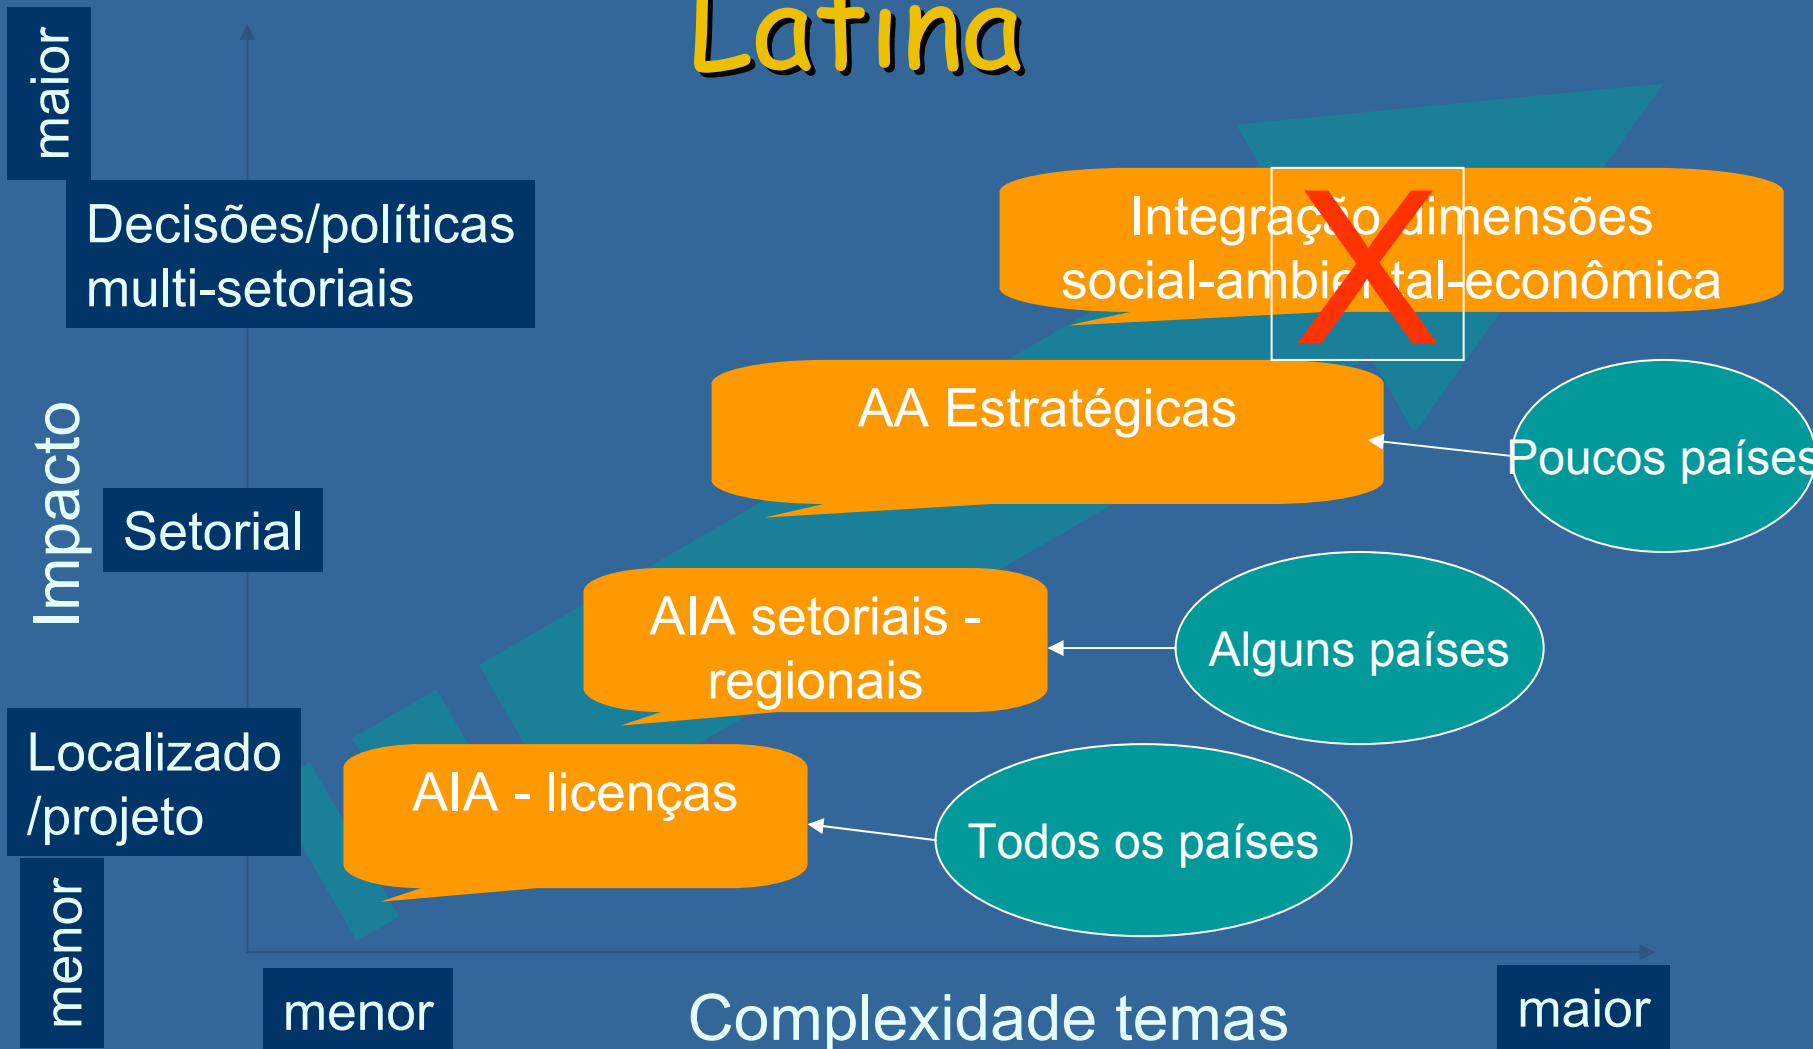 Latina
maior
Decisões/políticas
multi-setoriais
Integração dimensões
social-ambiental-econômica
X
AA Estratégicas
Poucos países
Impacto
Setorial
AIA setoriais -
regionais
Alguns países
Localizado
/projeto
AIA - licenças
Todos os países
menor
menor
Complexidade temas
maior